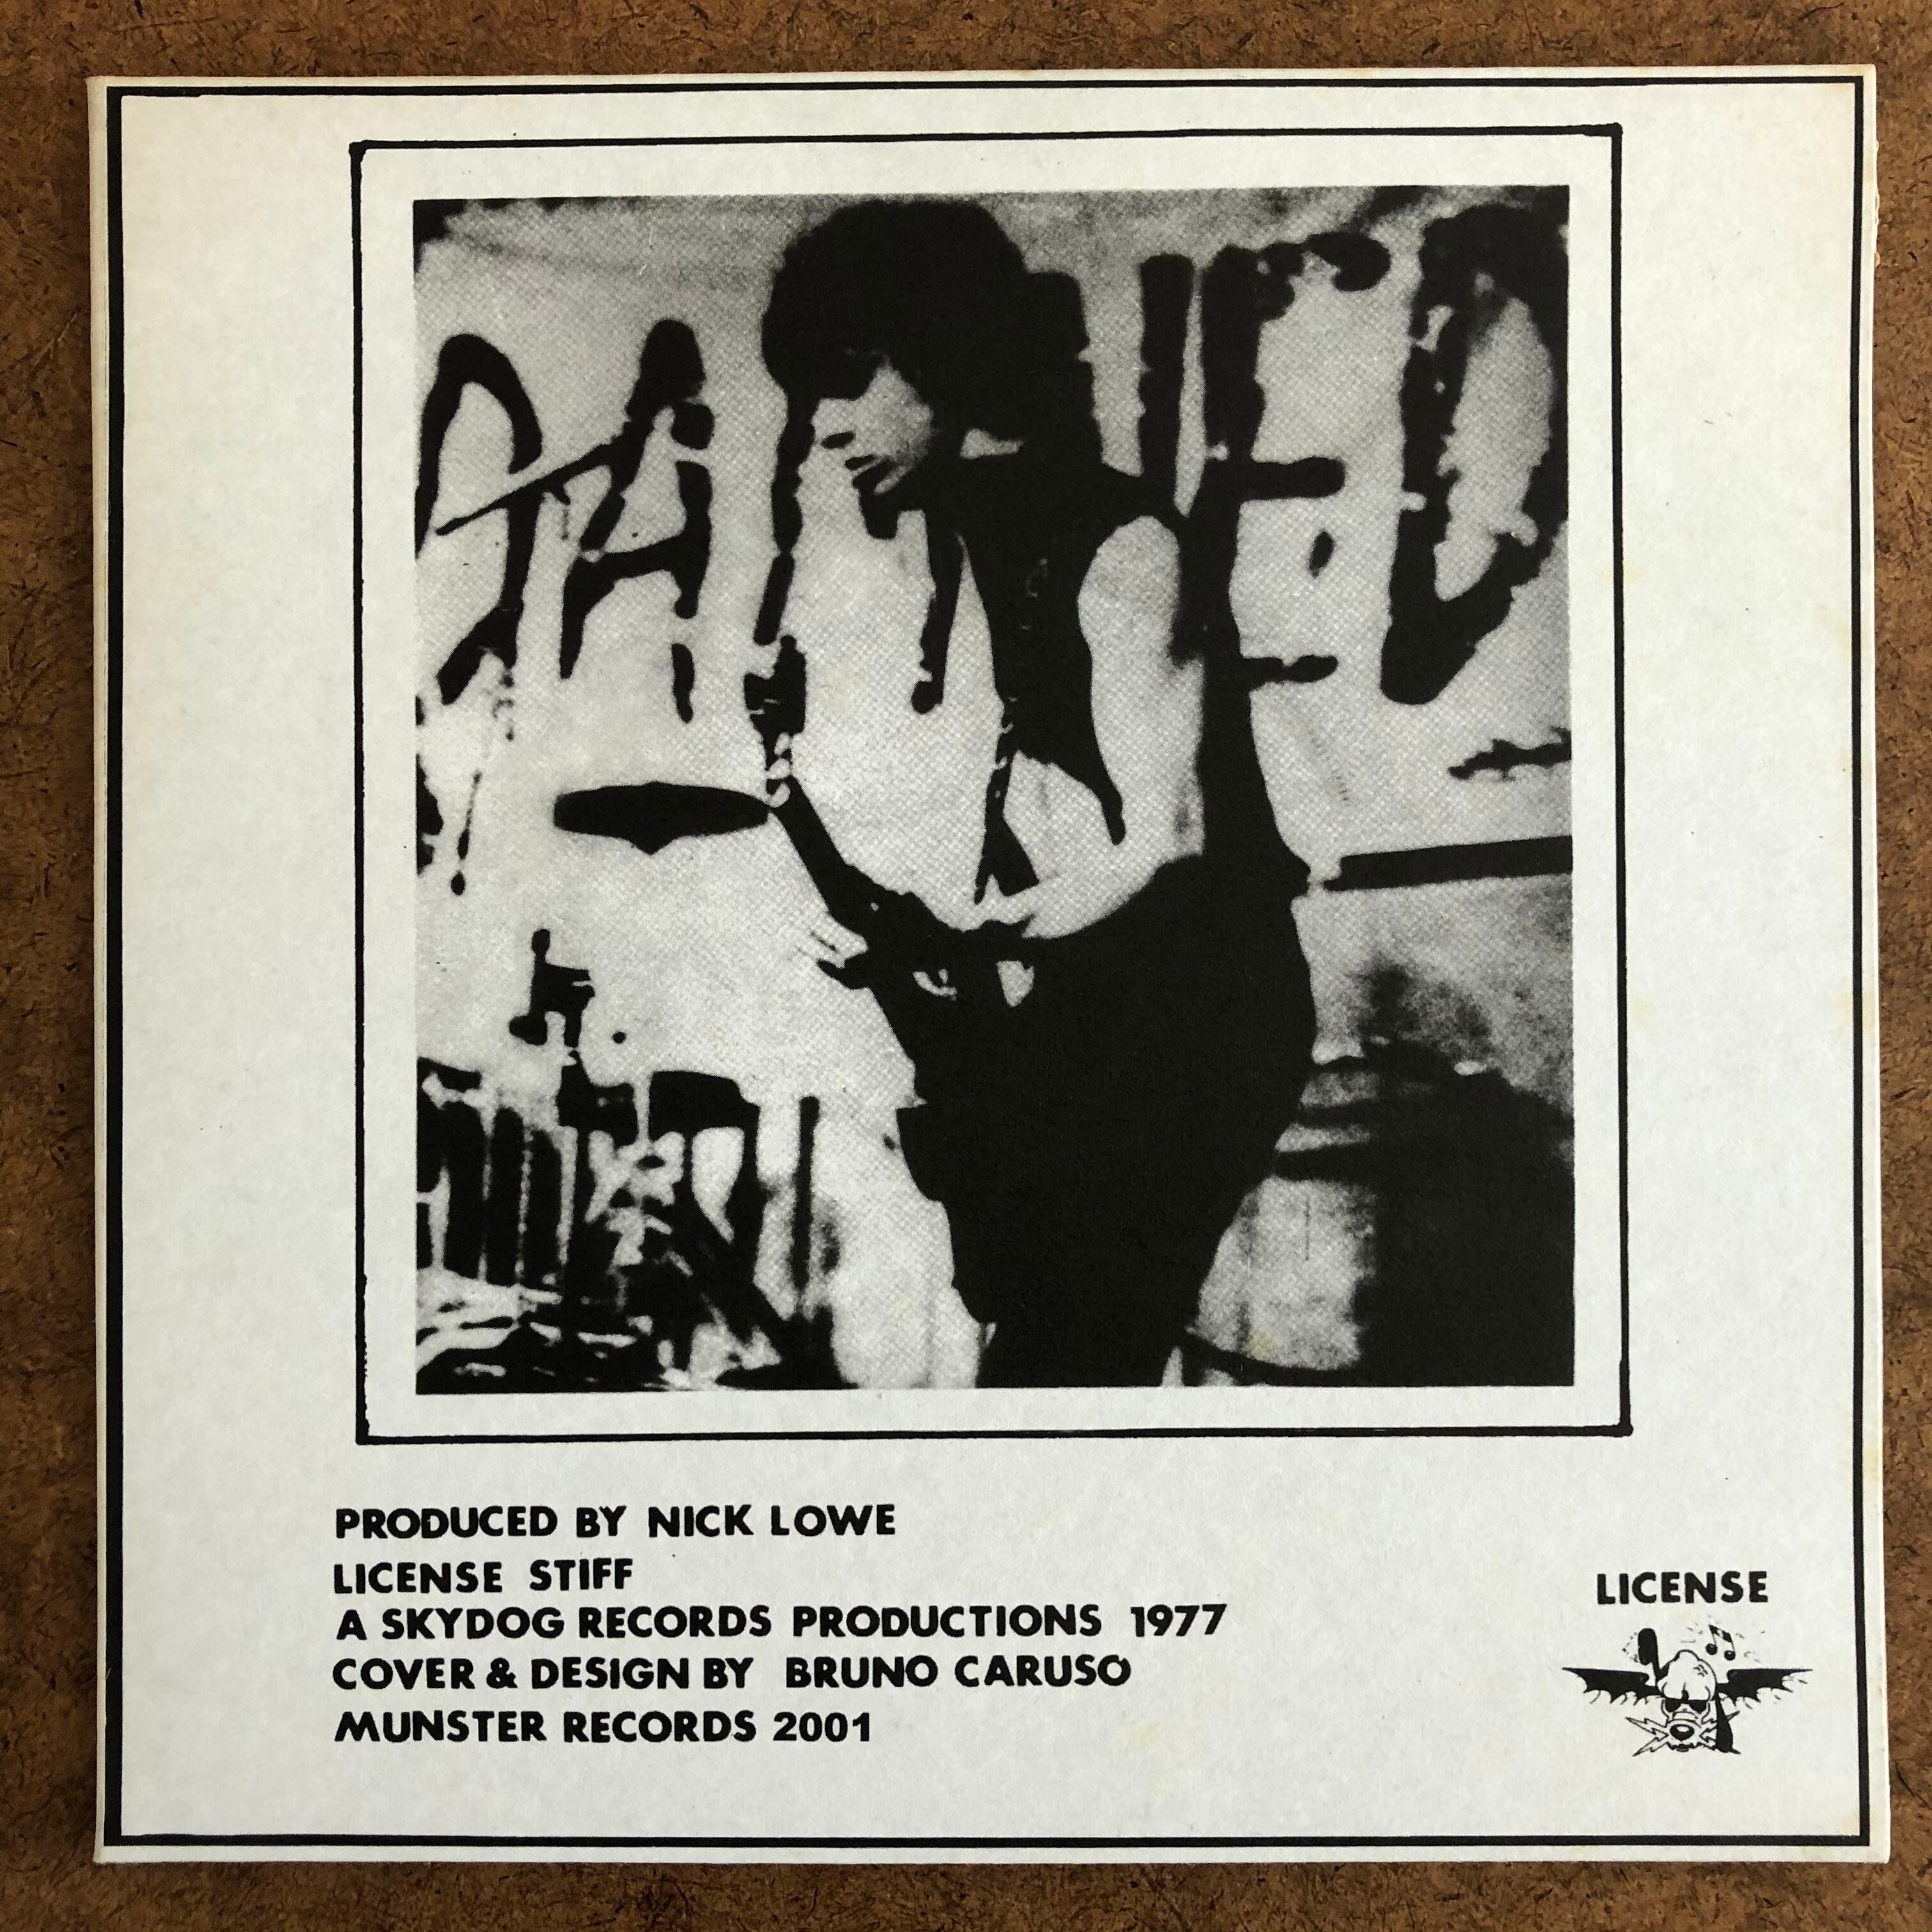 DAMNED
PRODUCED BY NICK LOWE
LICENSE STIFF
A SKYDOG RECORDS PRODUCTIONS 1977
COVER & DESIGN BY BRUNO CARUSO
MUNSTER RECORDS 2001
LICENSE